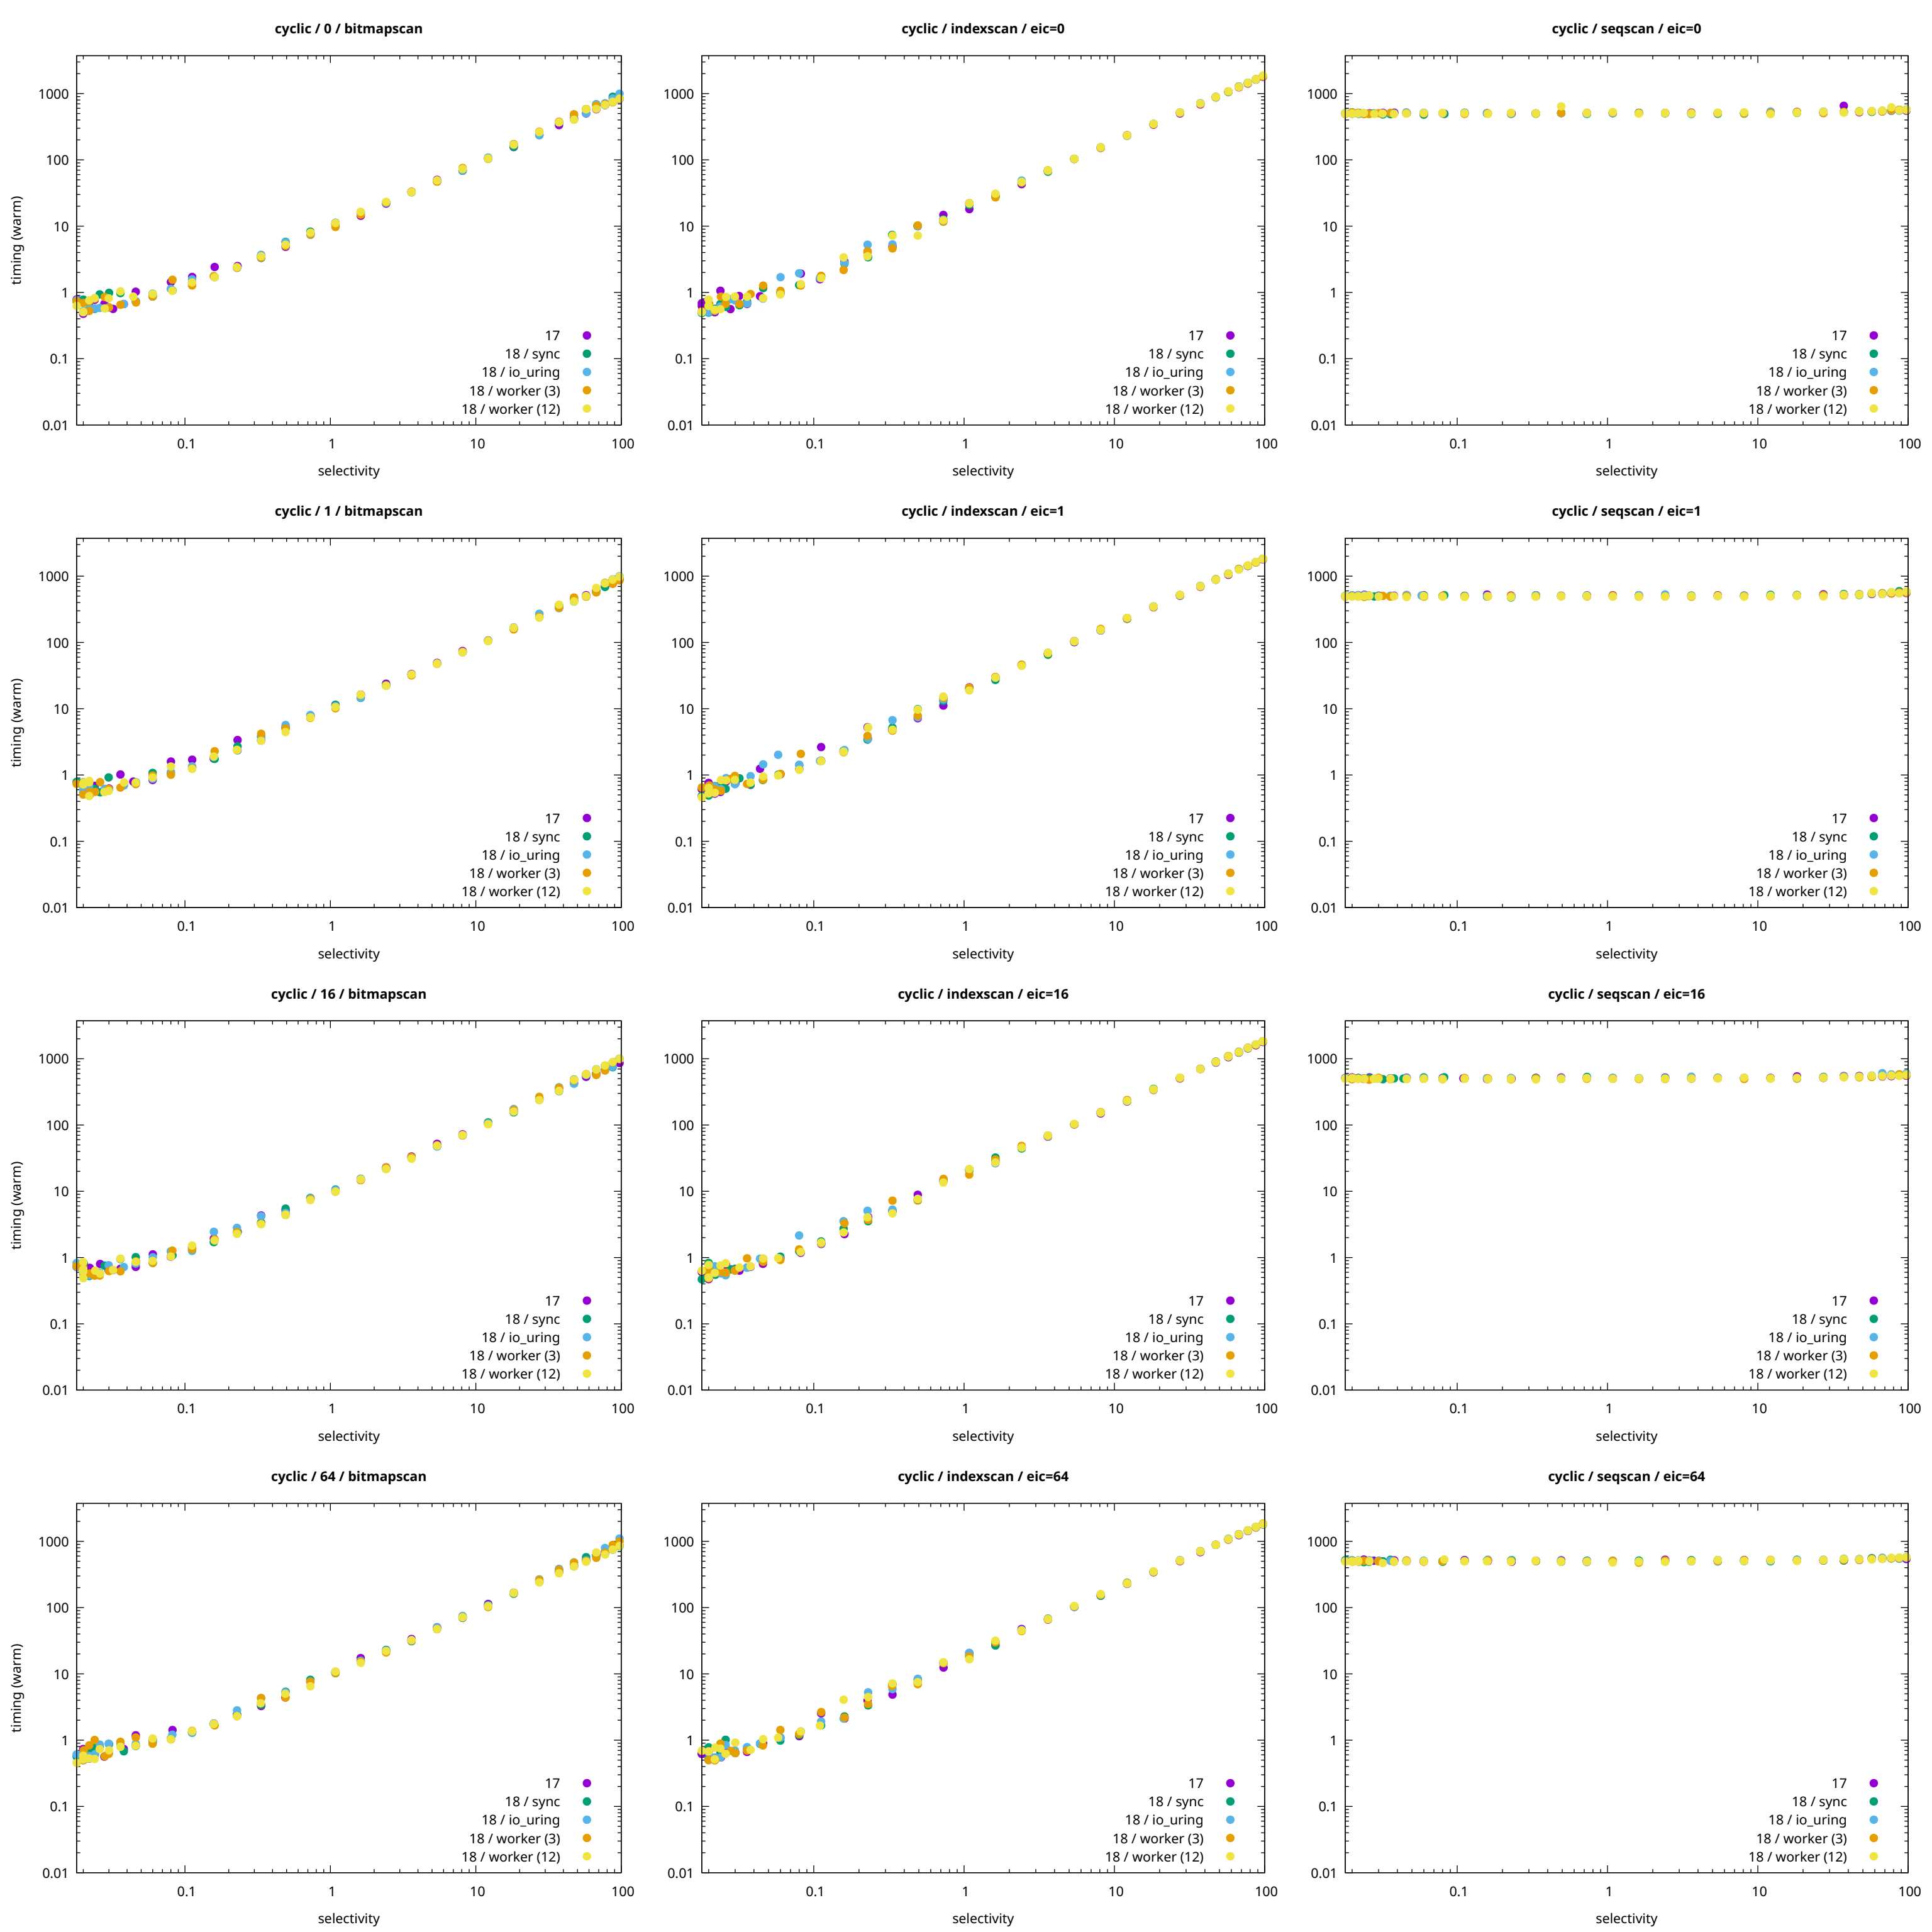 cyclic / 0 / bitmapscan
cyclic / indexscan / eic=0
cyclic / seqscan / eic=0
timing (warm)
1000
100
10
1
0.1
0.01
17
18 / sync
18 / io_uring
18 / worker (3)
18 / worker (12)
0.1 1 10 100
selectivity
1000
100
10
1
0.1
0.01
17
18 / sync
18 / io_uring
18 / worker (3)
18 / worker (12)
0.1 1 10 100
selectivity
1000
100
10
1
0.1
0.01
17
18 / sync
18 / io_uring
18 / worker (3)
18 / worker (12)
0.1 1 10 100
selectivity
cyclic / 1 / bitmapscan
cyclic / indexscan / eic=1
cyclic / seqscan / eic=1
timing (warm)
1000
100
10
1
0.1
0.01
17
18 / sync
18 / io_uring
18 / worker (3)
18 / worker (12)
0.1 1 10 100
selectivity
1000
100
10
1
0.1
0.01
17
18 / sync
18 / io_uring
18 / worker (3)
18 / worker (12)
0.1 1 10 100
selectivity
1000
100
10
1
0.1
0.01
17
18 / sync
18 / io_uring
18 / worker (3)
18 / worker (12)
0.1 1 10 100
selectivity
cyclic / 16 / bitmapscan
cyclic / indexscan / eic=16
cyclic / seqscan / eic=16
timing (warm)
1000
100
10
1
0.1
0.01
17
18 / sync
18 / io_uring
18 / worker (3)
18 / worker (12)
0.1 1 10 100
selectivity
1000
100
10
1
0.1
0.01
17
18 / sync
18 / io_uring
18 / worker (3)
18 / worker (12)
0.1 1 10 100
selectivity
1000
100
10
1
0.1
0.01
17
18 / sync
18 / io_uring
18 / worker (3)
18 / worker (12)
0.1 1 10 100
selectivity
cyclic / 64 / bitmapscan
cyclic / indexscan / eic=64
cyclic / seqscan / eic=64
timing (warm)
1000
100
10
1
0.1
0.01
17
18 / sync
18 / io_uring
18 / worker (3)
18 / worker (12)
0.1 1 10 100
selectivity
1000
100
10
1
0.1
0.01
17
18 / sync
18 / io_uring
18 / worker (3)
18 / worker (12)
0.1 1 10 100
selectivity
1000
100
10
1
0.1
0.01
17
18 / sync
18 / io_uring
18 / worker (3)
18 / worker (12)
0.1 1 10 100
selectivity